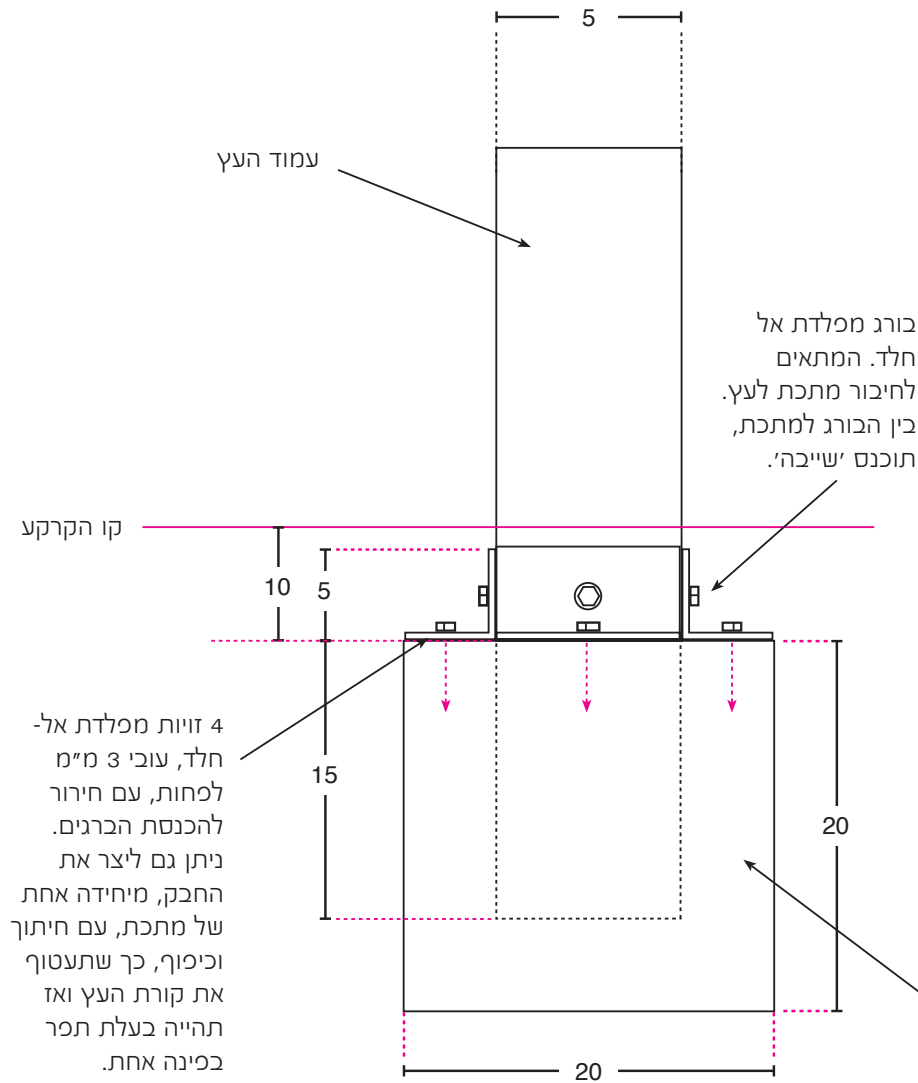 5
עמוד העץ
בורג מפלדת אל
חלד. המתאים
לחיבור מתכת לעץ.
בין הבורג למתכת,
תוכנס 'שייבה'.
קו הקרקע
10
5
4 זויות מפלדת אל-
חלד, עובי 3 מ"מ
לפחות, עם חירור
להכנסת הברגים.
ניתן גם ליצר את
החבק, מיחידה אחת
של מתכת, עם חיתוך
וכיפוף, כך שתעטוף
את קורת העץ ואז
תהייה בעלת תפר
בפינה אחת.
15
20
20